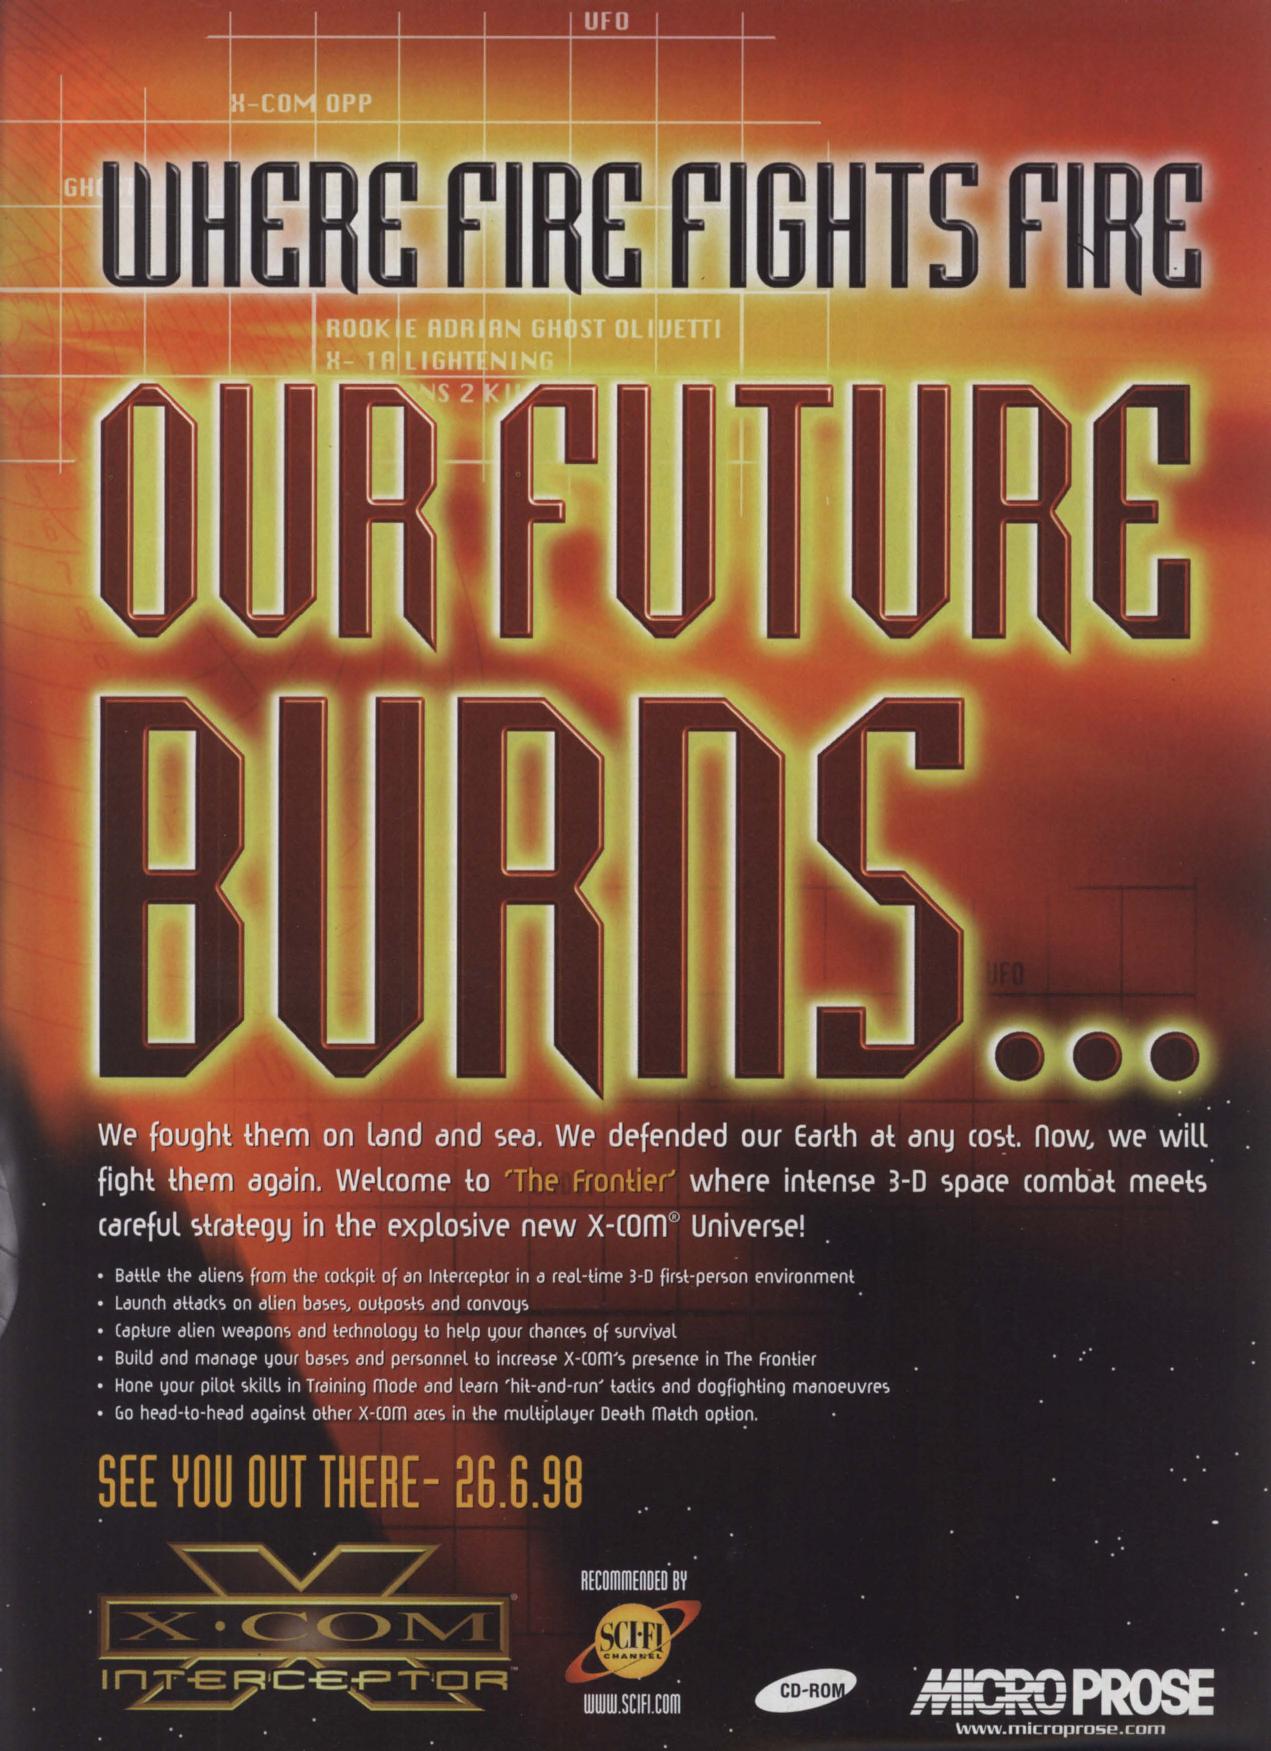 UFO
X-COM OPP
WHERE FIRE FIGHTS FIRE
ROOKIE ADRIAN GHOST OLIVETTI
X- 1A LIGHTENING
2
OUR FUTURE
BURNS...
UFO
We fought them on land and sea. We defended our Earth at any cost. Now, we will
fight them again. Welcome to 'The Frontier' where intense 3-D space combat meets
careful strategy in the explosive new X-COM® Universe!
• Battle the aliens from the cockpit of an Interceptor in a real-time 3-D first-person environment
• Launch attacks on alien bases, outposts and convoys
• Capture alien weapons and technology to help your chances of survival
• Build and manage your bases and personnel to increase X-COM's presence in The Frontier
• Hone your pilot skills in Training Mode and learn 'hit-and-run' tactics and dogfighting manoeuvres
• Go head-to-head against other X-COM aces in the multiplayer Death Match option.
SEE YOU OUT THERE- 26.6.98
X·COM®
INTERCEPTOR™
RECOMMENDED BY
SCI-FI
CHANNEL
WWW.SCIFI.COM
CD-ROM
MICROPROSE
www.microprose.com